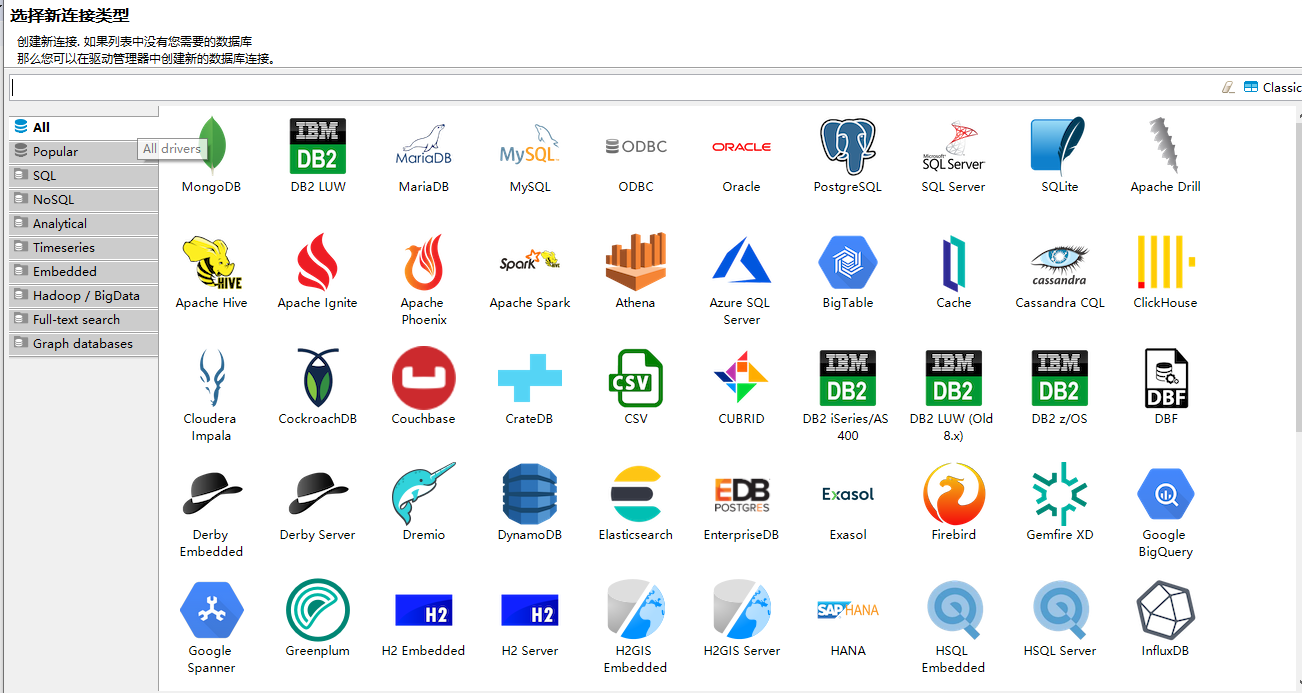 选择新连接类型
创建新连接. 如果列表中没有您需要的数据库
那么您可以在驱动管理器中创建新的数据库连接。
Classic
All
Popular
All drivers
SQL
NoSQL
Analytical
Timeseries
Embedded
Hadoop / BigData
Full-text search
Graph databases
IBM
DB2
MariaDB
MySQL
ODBC
ORACLE
Microsoft
SQL Server
MongoDB
DB2 LUW
MariaDB
MySQL
ODBC
Oracle
PostgreSQL
SQL Server
SQLite
Apache Drill
HIVE
Spark
cassandra
Apache Hive
Apache Ignite
Apache
Phoenix
Apache Spark
Athena
Azure SQL
Server
BigTable
Cache
Cassandra CQL
ClickHouse
CSV
IBM
DB2
IBM
DB2
IBM
DB2
DBF
Cloudera
Impala
CockroachDB
Couchbase
CrateDB
CSV
CUBRID
DB2 iSeries/AS
400
DB2 LUW (Old
8.x)
DB2 z/OS
DBF
EDB
POSTGRES
Exasol
Derby
Embedded
Derby Server
Dremio
DynamoDB
Elasticsearch
EnterpriseDB
Exasol
Firebird
Gemfire XD
Google
BigQuery
H2
H2
SAP HANA
Google
Spanner
Greenplum
H2 Embedded
H2 Server
H2GIS
Embedded
H2GIS Server
HANA
HSQL
Embedded
HSQL Server
InfluxDB